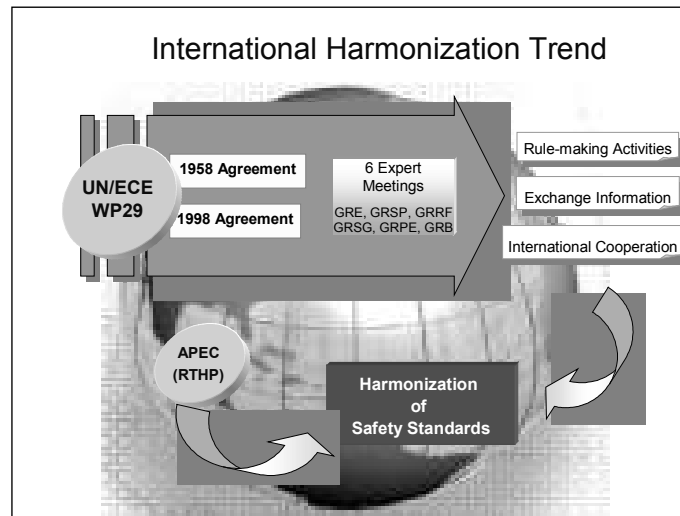 International Harmonization Trend
UN/ECE
WP29
1958 Agreement
1998 Agreement
6 Expert
Meetings
GRE, GRSP, GRRF
GRSG, GRPE, GRB
Rule-making Activities
Exchange Information
International Cooperation
APEC
(RTHP)
Harmonization
of
Safety Standards